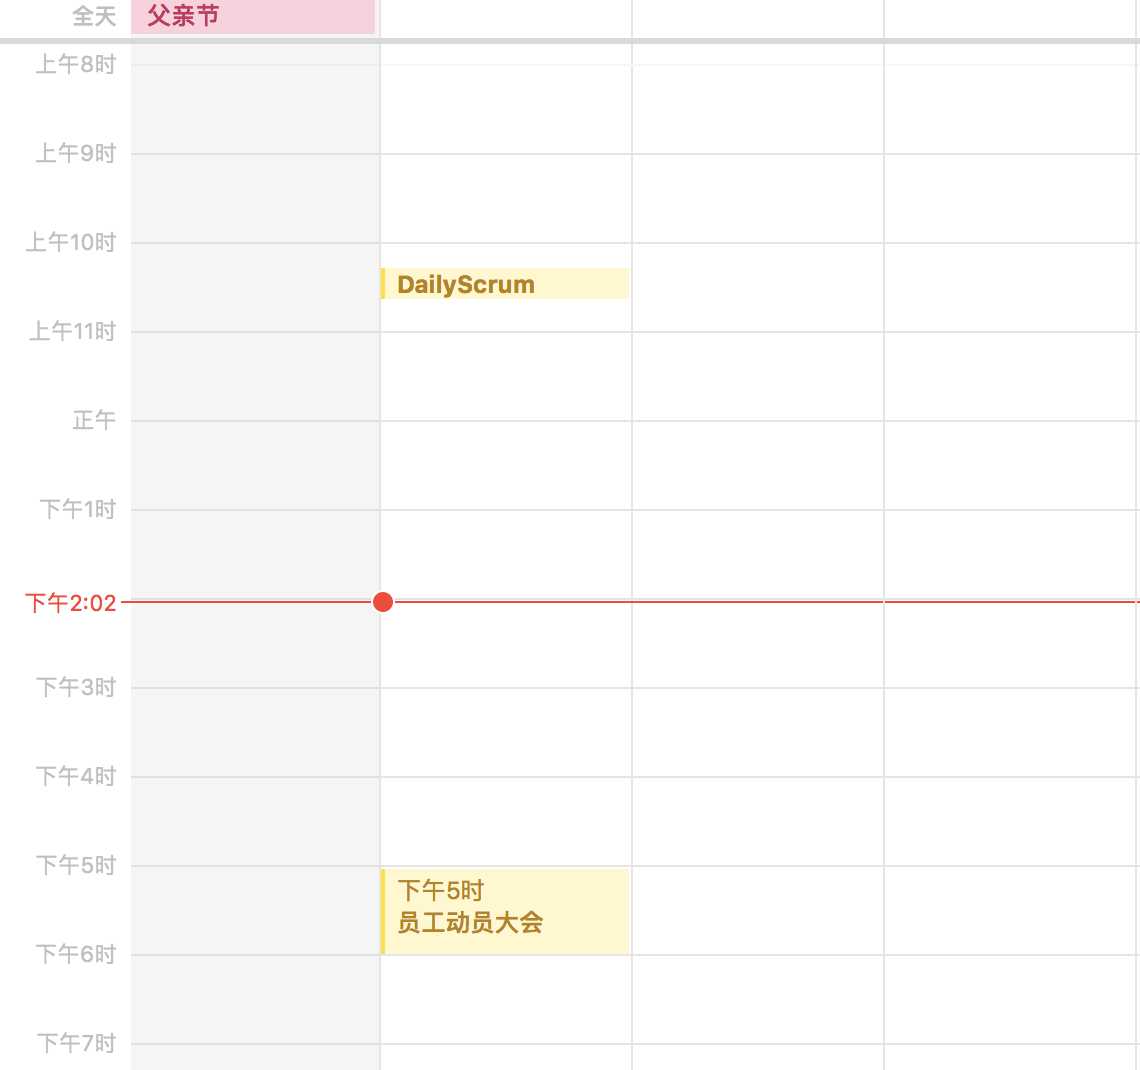 全天
父亲节
上午8时
上午9时
上午10时
DailyScrum
上午11时
正午
下午1时
下午2:02
下午3时
下午4时
下午5时
下午5时
员工动员大会
下午6时
下午7时